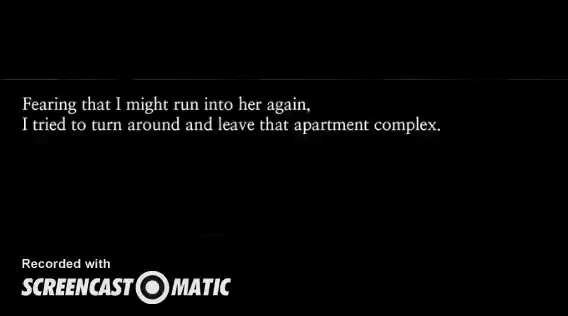 Fearing that I might run into her again,
I tried to turn around and leave that apartment complex.
Recorded with
SCREENCAST O MATIC